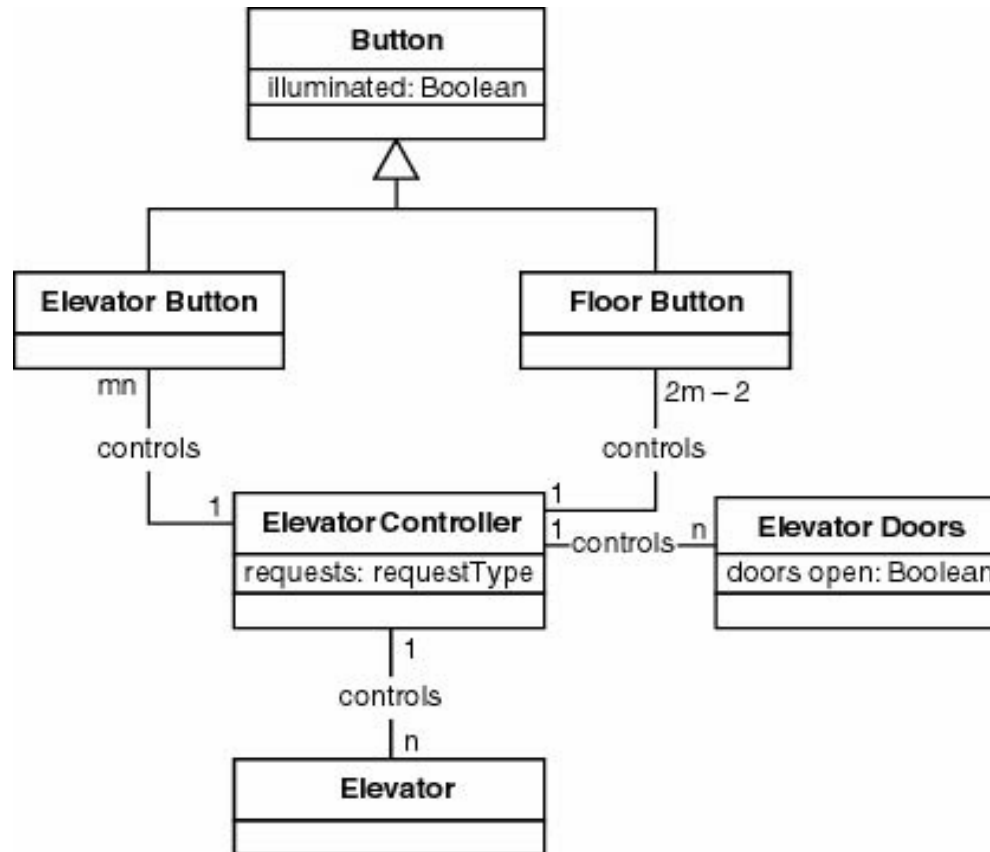 Button
illuminated: Boolean
Elevator Button
Floor Button
mn
2m – 2
controls
controls
1
1
Elevator Controller
1
controls
n
Elevator Doors
requests: requestType
doors open: Boolean
1
controls
n
Elevator